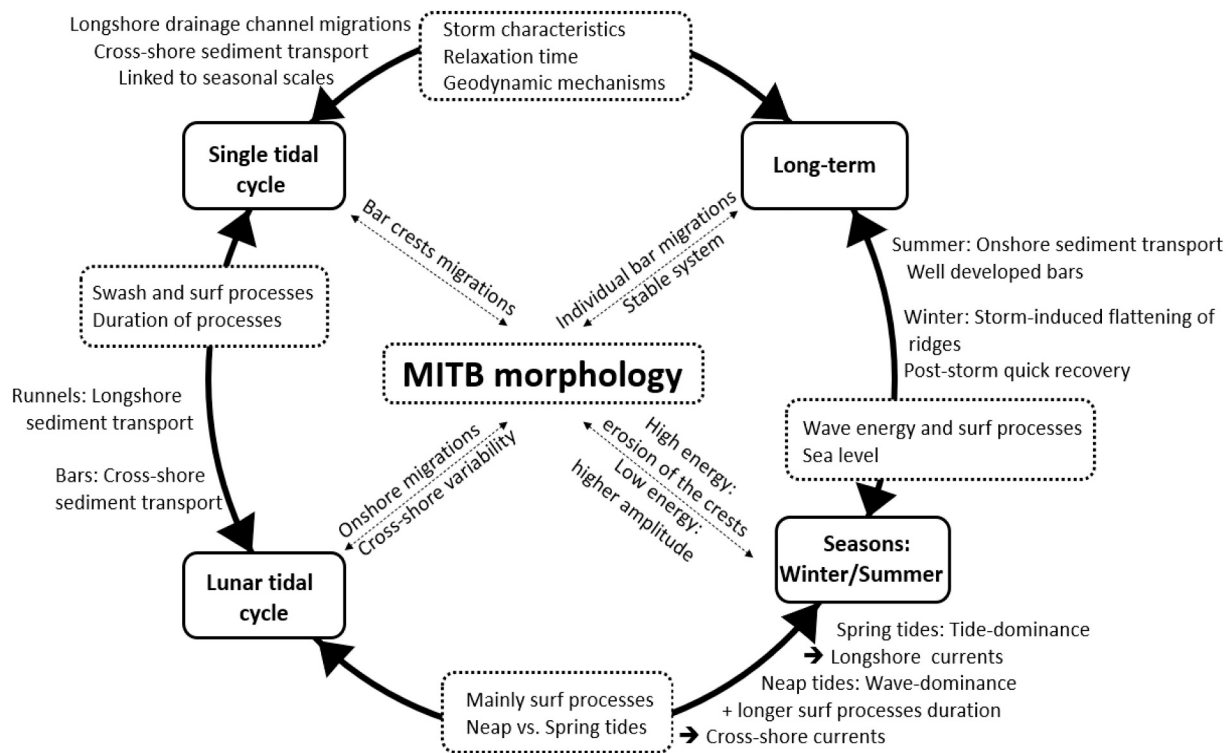 Longshore drainage channel migrations
Cross-shore sediment transport
Linked to seasonal scales
Storm characteristics
Relaxation time
Geodynamic mechanisms
Single tidal
cycle
Long-term
Bar crests migrations
Individual bar migrations
Stable system
Summer: Onshore sediment transport
Well developed bars
Winter: Storm-induced flattening of
ridges
Post-storm quick recovery
Swash and surf processes
Duration of processes
MITB morphology
Runnels: Longshore
sediment transport
Bars: Cross-shore
sediment transport
Wave energy and surf processes
Sea level
Onshore migrations
Cross-shore variability
High energy:
erosion of the crests
Low energy:
higher amplitude
Lunar tidal
cycle
Seasons:
Winter/Summer
Mainly surf processes
Neap vs. Spring tides
Spring tides: Tide-dominance
➔ Longshore currents
Neap tides: Wave-dominance
+ longer surf processes duration
➔ Cross-shore currents